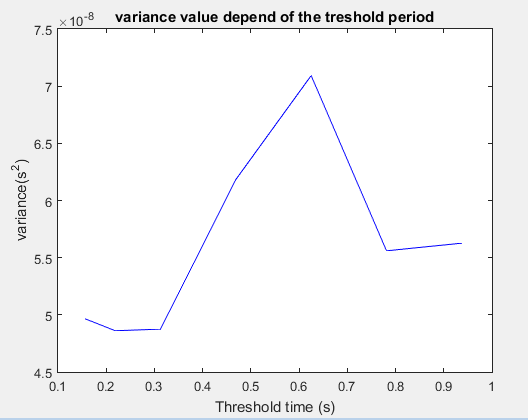 variance value depend of the treshold period
×10⁻⁸
7.5
7
6.5
6
5.5
5
4.5
variance(s²)
0.1 0.2 0.3 0.4 0.5 0.6 0.7 0.8 0.9 1
Threshold time (s)